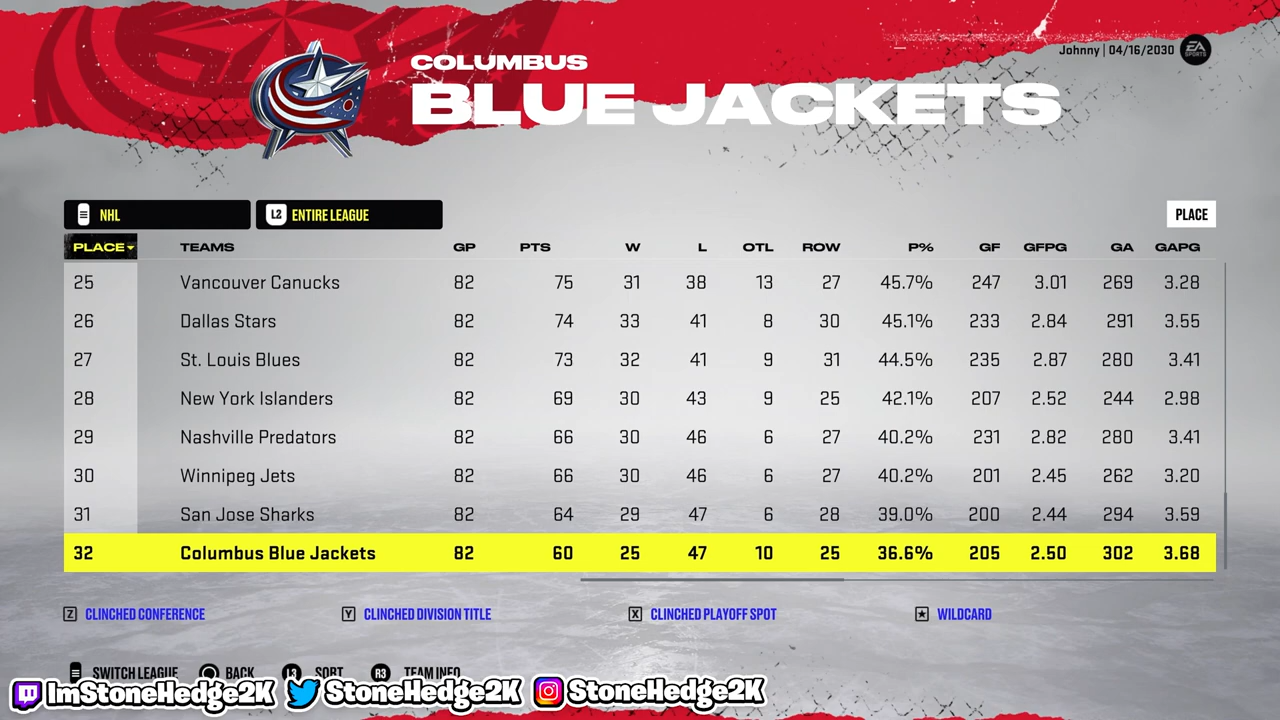 COLUMBUS
BLUE JACKETS
Johnny | 04/16/2030
EA SPORTS
NHL
L2 ENTIRE LEAGUE
PLACE
PLACE TEAMS GP PTS W L OTL ROW P% GF GFPG GA GAPG
25 Vancouver Canucks 82 75 31 38 13 27 45.7% 247 3.01 269 3.28
26 Dallas Stars 82 74 33 41 8 30 45.1% 233 2.84 291 3.55
27 St. Louis Blues 82 73 32 41 9 31 44.5% 235 2.87 280 3.41
28 New York Islanders 82 69 30 43 9 25 42.1% 207 2.52 244 2.98
29 Nashville Predators 82 66 30 46 6 27 40.2% 231 2.82 280 3.41
30 Winnipeg Jets 82 66 30 46 6 27 40.2% 201 2.45 262 3.20
31 San Jose Sharks 82 64 29 47 6 28 39.0% 200 2.44 294 3.59
32 Columbus Blue Jackets 82 60 25 47 10 25 36.6% 205 2.50 302 3.68
Z CLINCHED CONFERENCE Y CLINCHED DIVISION TITLE X CLINCHED PLAYOFF SPOT ★ WILDCARD
SWITCH LEAGUE BACK L3 SORT R3 TEAM INFO
ImStoneHedge2K StoneHedge2K StoneHedge2K